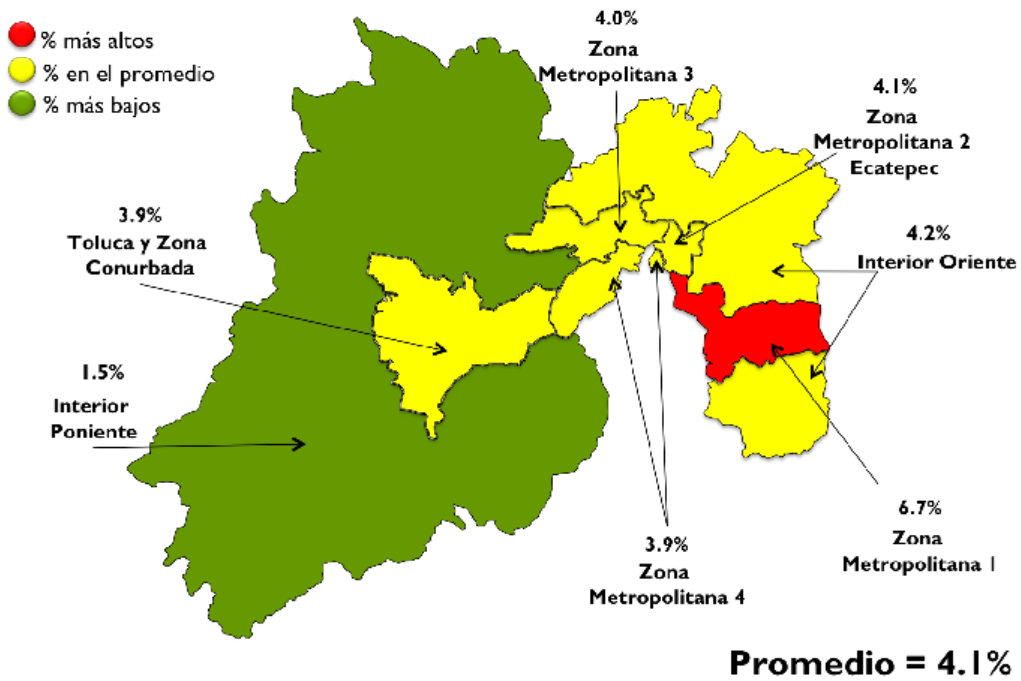 % más altos
% en el promedio
% más bajos
4.0%
Zona
Metropolitana 3
4.1%
Zona
Metropolitana 2
Ecatepec
3.9%
Toluca y Zona
Conurbada
4.2%
Interior Oriente
1.5%
Interior
Poniente
6.7%
Zona
Metropolitana 1
3.9%
Zona
Metropolitana 4
Promedio = 4.1%